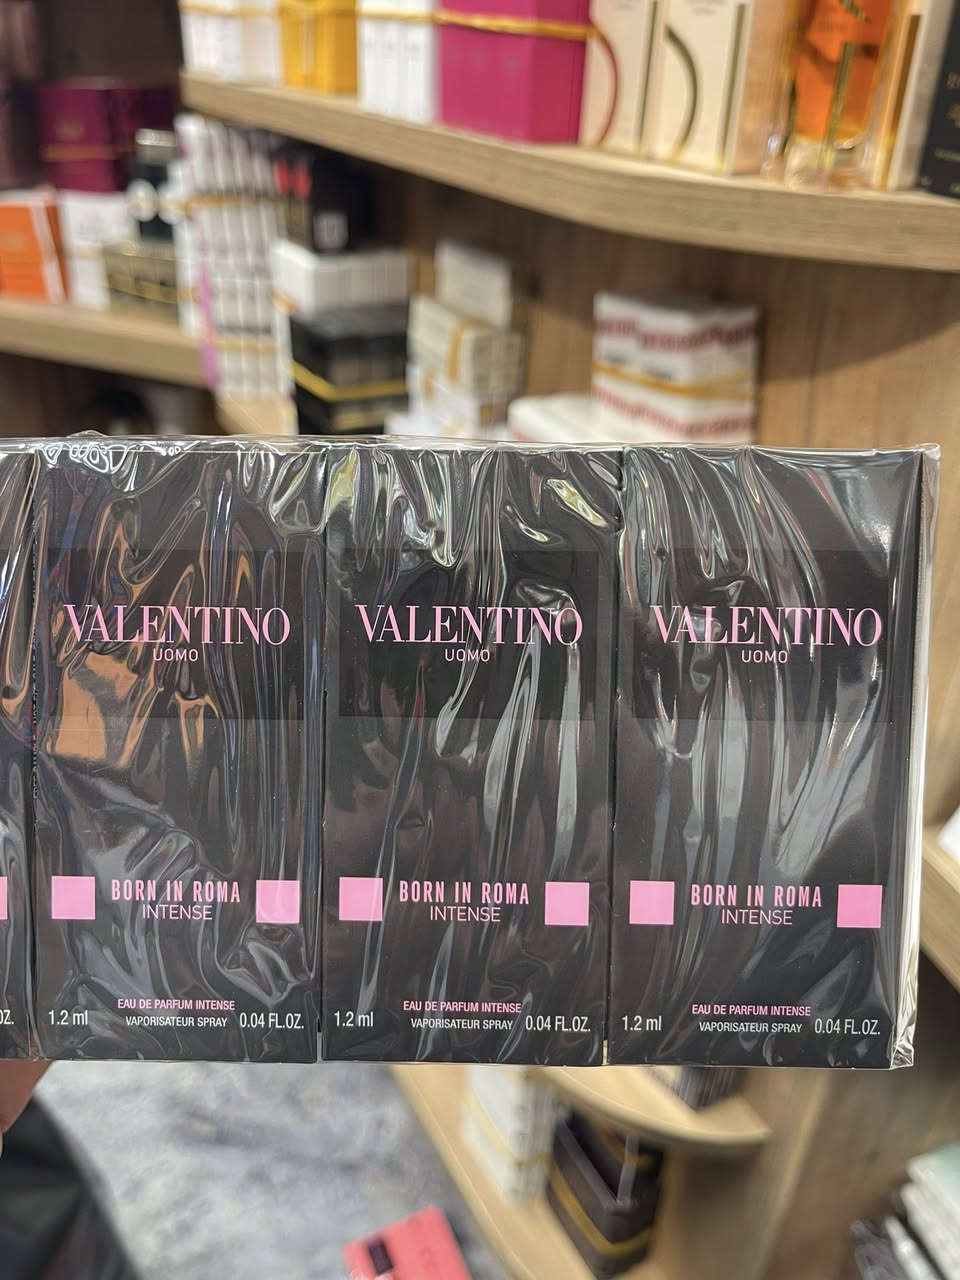 VALENTINO
UOMO
BORN IN ROMA
INTENSE
EAU DE PARFUM INTENSE
1.2 ml VAPORISATEUR SPRAY 0.04 FL.OZ.
VALENTINO
UOMO
BORN IN ROMA
INTENSE
EAU DE PARFUM INTENSE
1.2 ml VAPORISATEUR SPRAY 0.04 FL.OZ.
VALENTINO
UOMO
BORN IN ROMA
INTENSE
EAU DE PARFUM INTENSE
1.2 ml VAPORISATEUR SPRAY 0.04 FL.OZ.